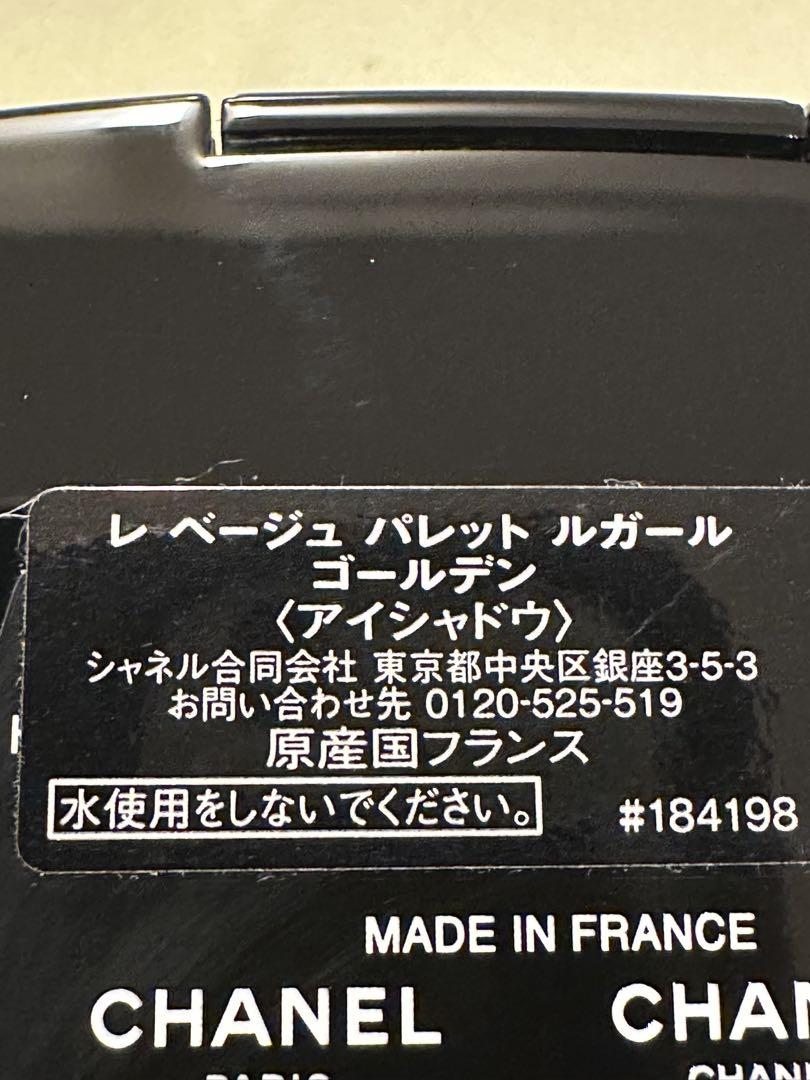 レ ベージュ パレット ルガール
ゴールデン
〈アイシャドウ〉
シャネル合同会社 東京都中央区銀座3-5-3
お問い合わせ先 0120-525-519
原産国フランス
水使用をしないでください。 #184198
MADE IN FRANCE
CHANEL CHAN
PARIS CHAN